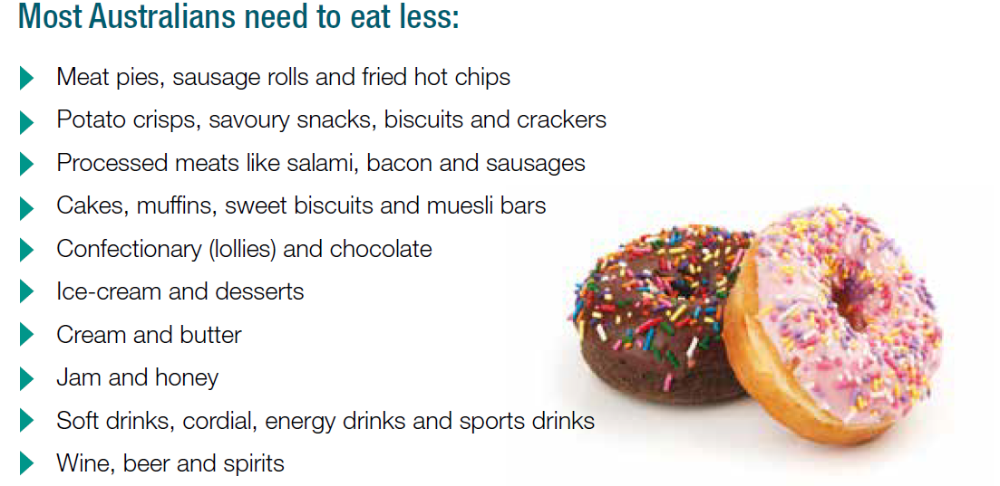 Most Australians need to eat less:
Meat pies, sausage rolls and fried hot chips
Potato crisps, savoury snacks, biscuits and crackers
Processed meats like salami, bacon and sausages
Cakes, muffins, sweet biscuits and muesli bars
Confectionary (lollies) and chocolate
Ice-cream and desserts
Cream and butter
Jam and honey
Soft drinks, cordial, energy drinks and sports drinks
Wine, beer and spirits